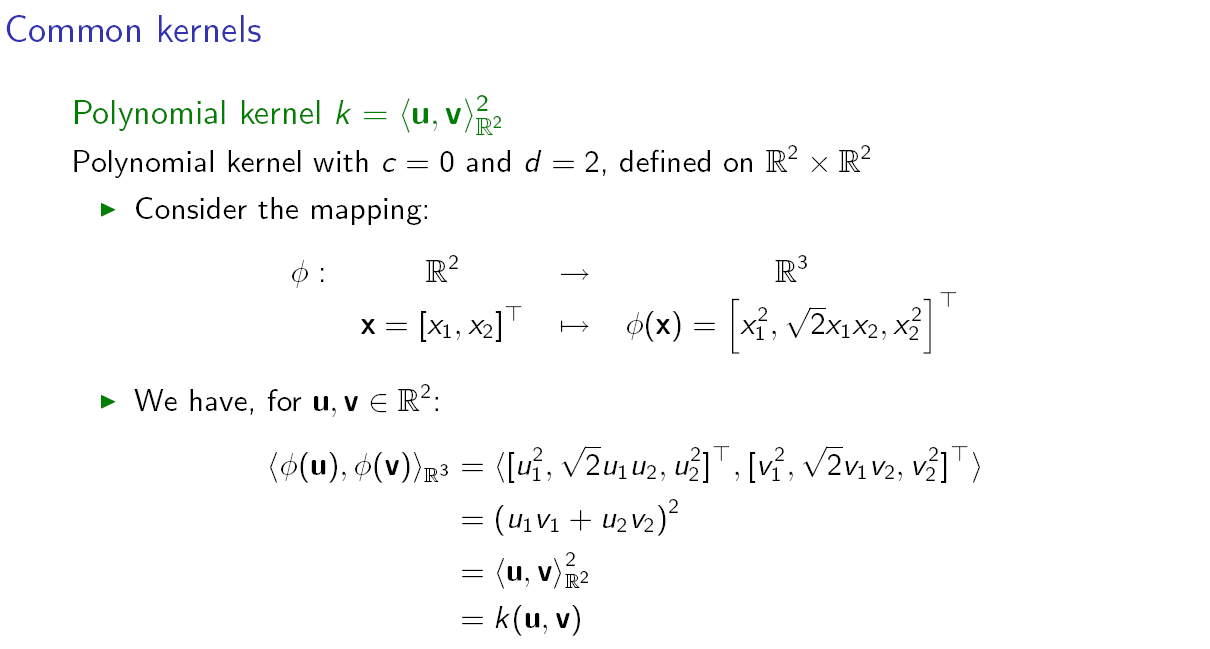 Common kernels
Polynomial kernel k = ⟨u, v⟩²_ℝ²
Polynomial kernel with c = 0 and d = 2, defined on ℝ² × ℝ²
▶ Consider the mapping:
ϕ : ℝ² → ℝ³
x = [x₁, x₂]^⊤ ↦ ϕ(x) = [x₁², √2x₁x₂, x₂²]^⊤
▶ We have, for u, v ∈ ℝ²:
⟨ϕ(u), ϕ(v)⟩_ℝ³ = ⟨[u₁², √2u₁u₂, u₂²]^⊤, [v₁², √2v₁v₂, v₂²]^⊤⟩
= (u₁v₁ + u₂v₂)²
= ⟨u, v⟩²_ℝ²
= k(u, v)